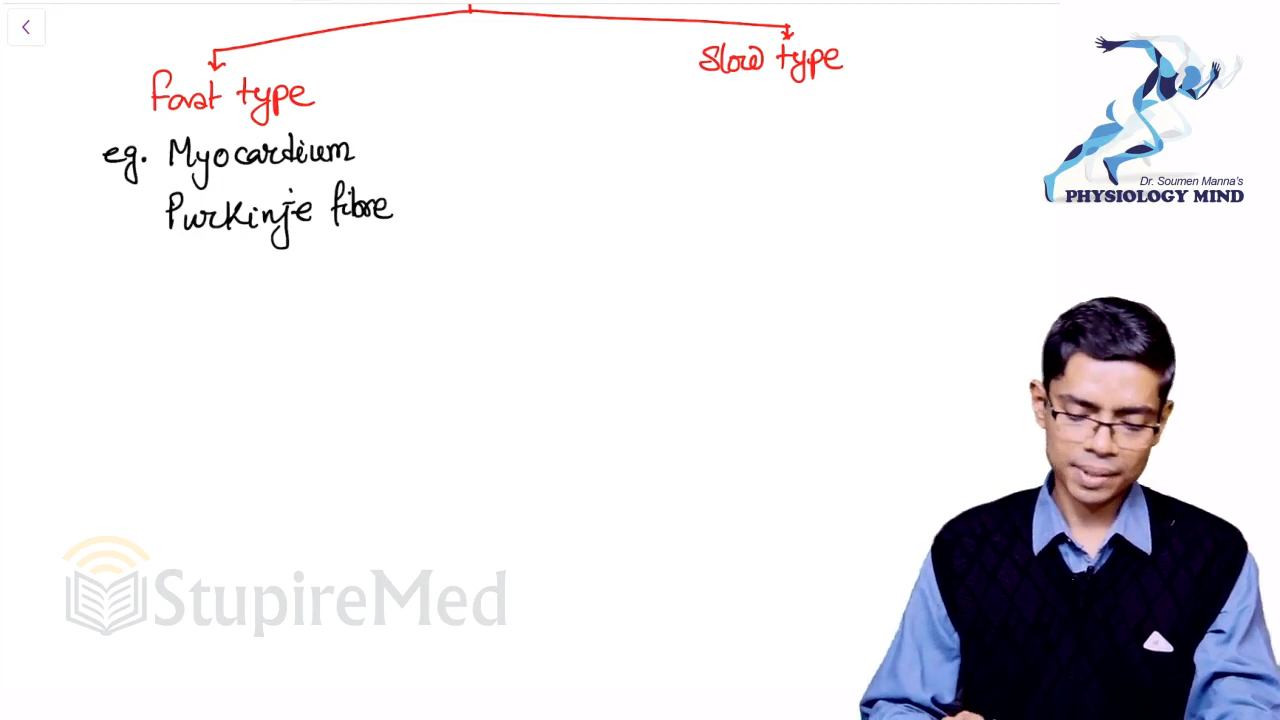 Slow type
Fast type
eg. Myocardium
Purkinje fibre
Dr. Soumen Manna's
PHYSIOLOGY MIND
StupireMed